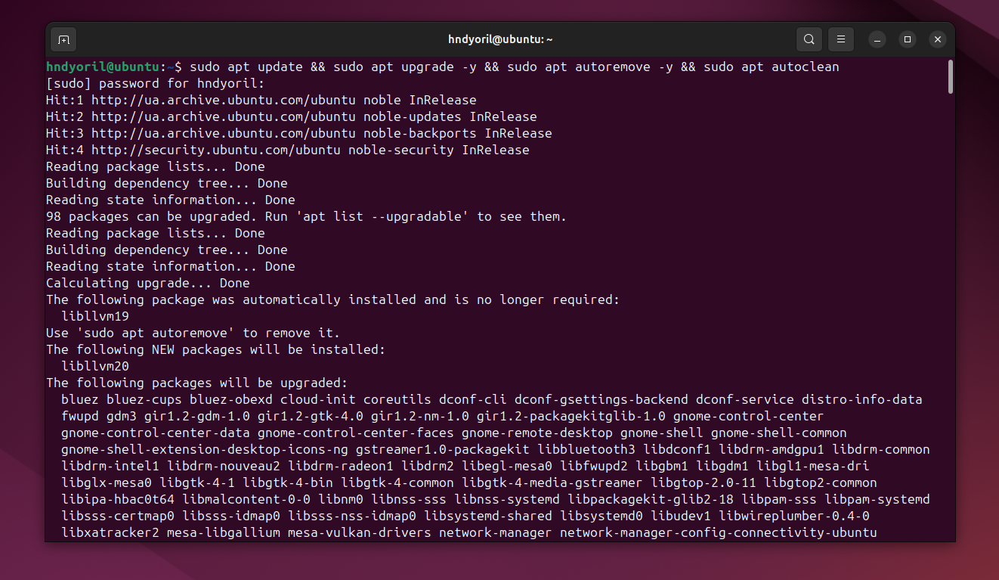 hndyoril@ubuntu: ~
hndyoril@ubuntu:~$ sudo apt update && sudo apt upgrade -y && sudo apt autoremove -y && sudo apt autoclean
[sudo] password for hndyoril:
Hit:1 http://ua.archive.ubuntu.com/ubuntu noble InRelease
Hit:2 http://ua.archive.ubuntu.com/ubuntu noble-updates InRelease
Hit:3 http://ua.archive.ubuntu.com/ubuntu noble-backports InRelease
Hit:4 http://security.ubuntu.com/ubuntu noble-security InRelease
Reading package lists... Done
Building dependency tree... Done
Reading state information... Done
98 packages can be upgraded. Run 'apt list --upgradable' to see them.
Reading package lists... Done
Building dependency tree... Done
Reading state information... Done
Calculating upgrade... Done
The following package was automatically installed and is no longer required:
  libllvm19
Use 'sudo apt autoremove' to remove it.
The following NEW packages will be installed:
  libllvm20
The following packages will be upgraded:
  bluez bluez-cups bluez-obexd cloud-init coreutils dconf-cli dconf-gsettings-backend dconf-service distro-info-data
  fwupd gdm3 gir1.2-gdm-1.0 gir1.2-gtk-4.0 gir1.2-nm-1.0 gir1.2-packagekitglib-1.0 gnome-control-center
  gnome-control-center-data gnome-control-center-faces gnome-remote-desktop gnome-shell gnome-shell-common
  gnome-shell-extension-desktop-icons-ng gstreamer1.0-packagekit libbluetooth3 libdconf1 libdrm-amdgpu1 libdrm-common
  libdrm-intel1 libdrm-nouveau2 libdrm-radeon1 libdrm2 libegl-mesa0 libfwupd2 libgbm1 libgdm1 libgl1-mesa-dri
  libglx-mesa0 libgtk-4-1 libgtk-4-bin libgtk-4-common libgtk-4-media-gstreamer libgtop-2.0-11 libgtop2-common
  libipa-hbac0t64 libmalcontent-0-0 libnm0 libnss-sss libnss-systemd libpackagekit-glib2-18 libpam-sss libpam-systemd
  libsss-certmap0 libsss-idmap0 libsss-nss-idmap0 libsystemd-shared libsystemd0 libudev1 libwireplumber-0.4-0
  libxatracker2 mesa-libgallium mesa-vulkan-drivers network-manager network-manager-config-connectivity-ubuntu